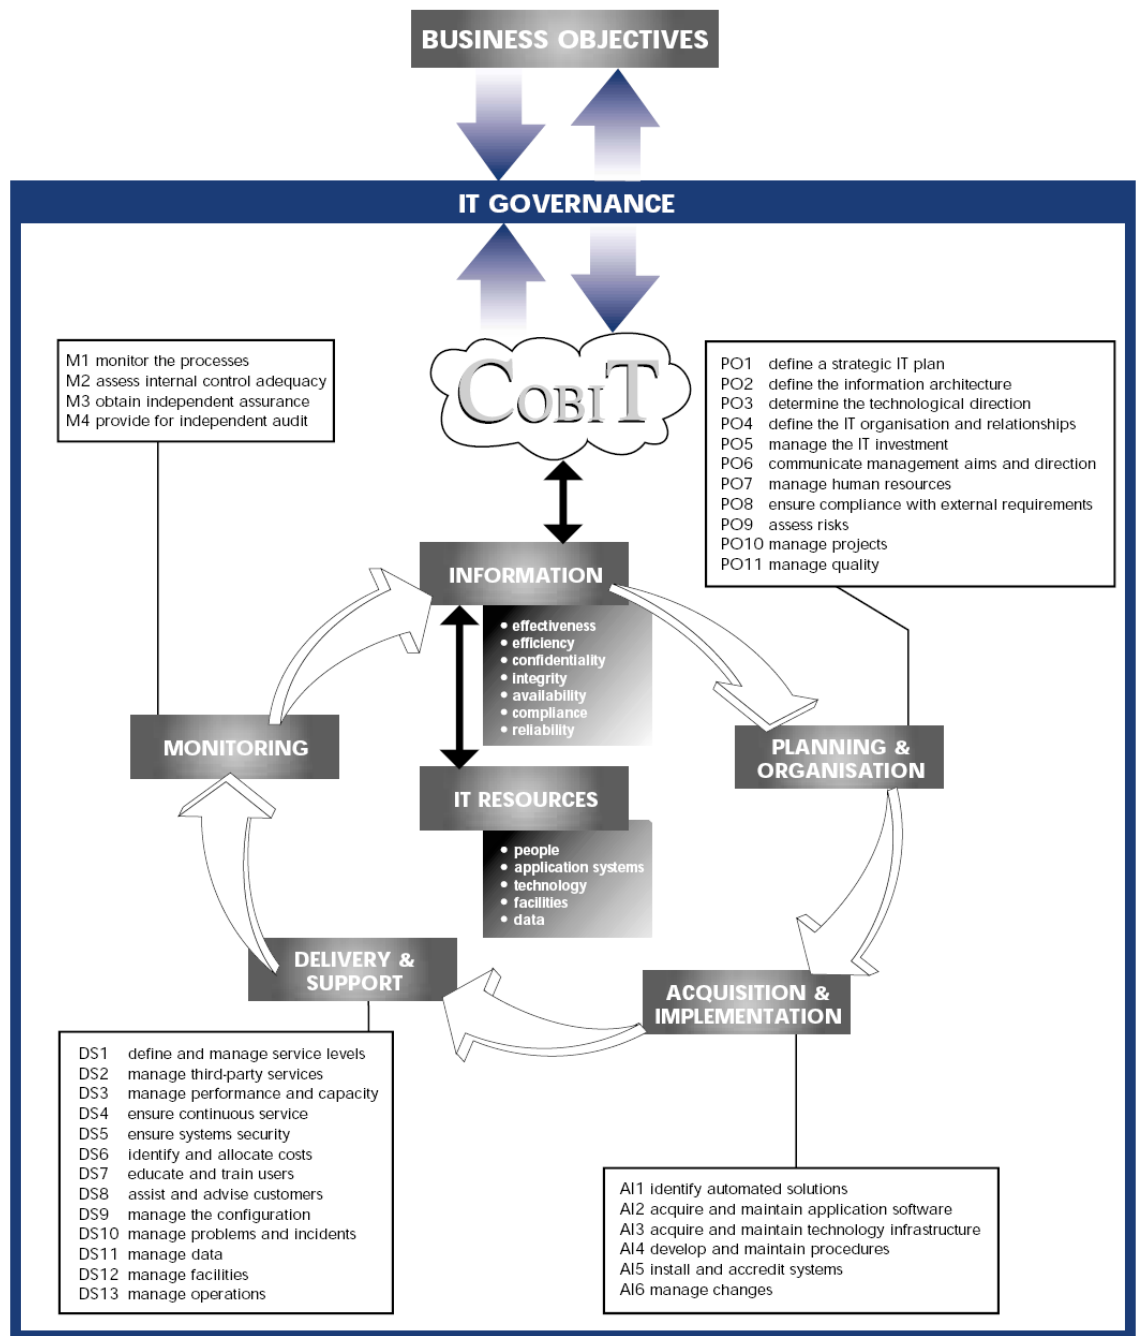 BUSINESS OBJECTIVES
IT GOVERNANCE
COBIT
M1 monitor the processes
M2 assess internal control adequacy
M3 obtain independent assurance
M4 provide for independent audit
PO1 define a strategic IT plan
PO2 define the information architecture
PO3 determine the technological direction
PO4 define the IT organisation and relationships
PO5 manage the IT investment
PO6 communicate management aims and direction
PO7 manage human resources
PO8 ensure compliance with external requirements
PO9 assess risks
PO10 manage projects
PO11 manage quality
INFORMATION
• effectiveness
• efficiency
• confidentiality
• integrity
• availability
• compliance
• reliability
MONITORING
PLANNING &
ORGANISATION
IT RESOURCES
• people
• application systems
• technology
• facilities
• data
DELIVERY &
SUPPORT
ACQUISITION &
IMPLEMENTATION
DS1 define and manage service levels
DS2 manage third-party services
DS3 manage performance and capacity
DS4 ensure continuous service
DS5 ensure systems security
DS6 identify and allocate costs
DS7 educate and train users
DS8 assist and advise customers
DS9 manage the configuration
DS10 manage problems and incidents
DS11 manage data
DS12 manage facilities
DS13 manage operations
AI1 identify automated solutions
AI2 acquire and maintain application software
AI3 acquire and maintain technology infrastructure
AI4 develop and maintain procedures
AI5 install and accredit systems
AI6 manage changes